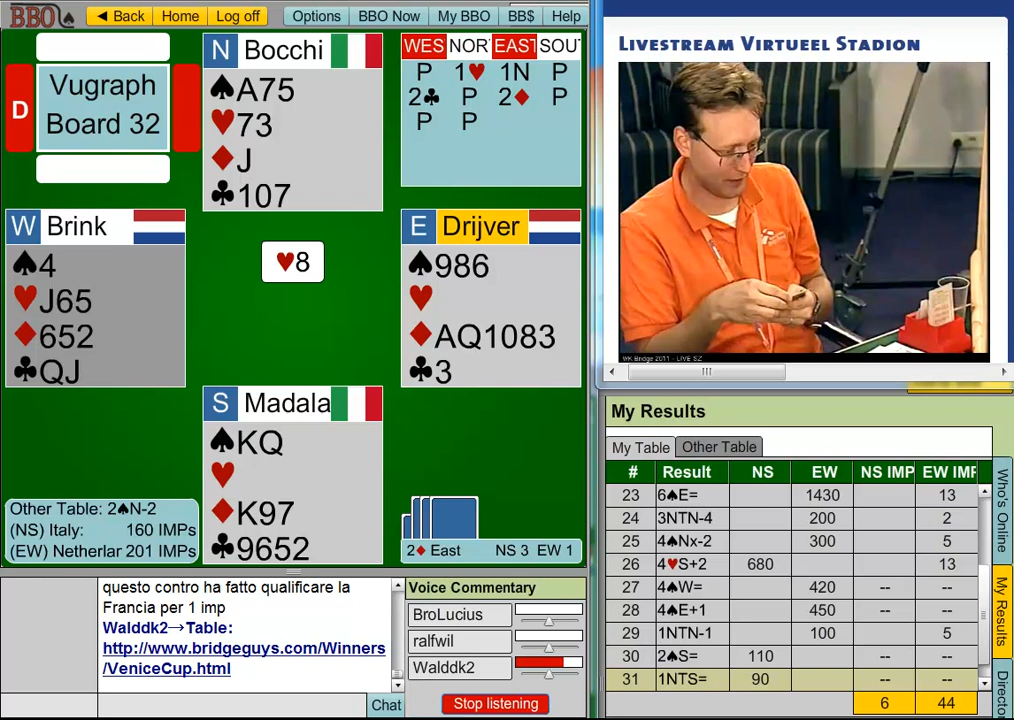 BBO
◄ Back
Home
Log off
Options
BBO Now
My BBO
BB$
Help
D
Vugraph
Board 32
N Bocchi
♠A75
♥73
♦J
♣107
WES NOR EAST SOUT
P 1♥ 1N P
2♣ P 2♦ P
P P
W Brink
♠4
♥J65
♦652
♣QJ
♥8
E Drijver
♠986
♥
♦AQ1083
♣3
S Madala
♠KQ
♥
♦K97
♣9652
Other Table: 2♠N-2
(NS) Italy: 160 IMPs
(EW) Netherlar 201 IMPs
2♦ East NS 3 EW 1
questo contro ha fatto qualificare la
Francia per 1 imp
Walddk2→Table:
http://www.bridgeguys.com/Winners
/VeniceCup.html
Chat
Voice Commentary
BroLucius
ralfwil
Walddk2
Stop listening
Livestream Virtueel Stadion
WK Bridge 2011 - LIVE SZ
My Results
My Table
Other Table
# Result NS EW NS IMP EW IMF
23 6♠E= 1430 13
24 3NTN-4 200 2
25 4♠Nx-2 300 5
26 4♥S+2 680 13
27 4♠W= 420 -- --
28 4♠E+1 450 -- --
29 1NTN-1 100 5
30 2♠S= 110 -- --
31 1NTS= 90 -- --
6 44
Who's Online
My Results
Director